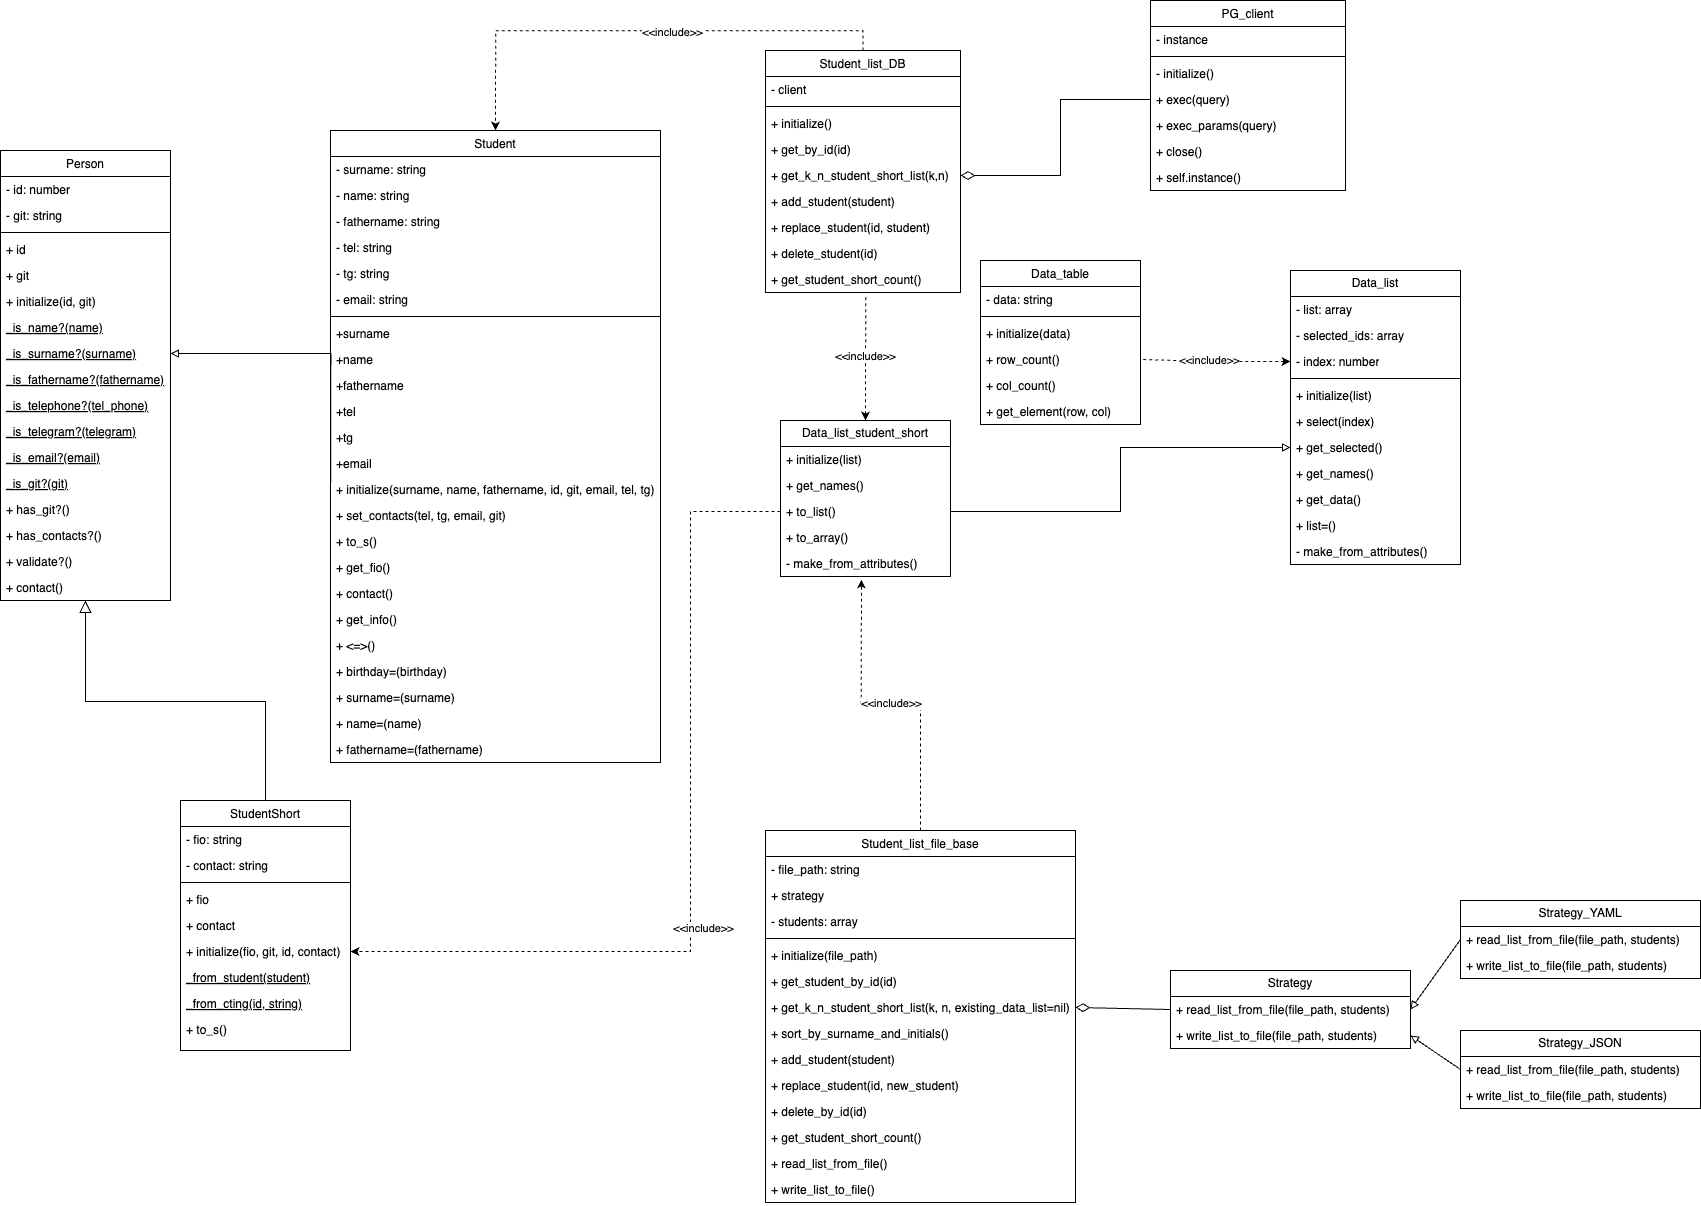 PG_client
- instance
- initialize()
+ exec(query)
+ exec_params(query)
+ close()
+ self.instance()
<<include>>
Student_list_DB
- client
+ initialize()
+ get_by_id(id)
+ get_k_n_student_short_list(k,n)
+ add_student(student)
+ replace_student(id, student)
+ delete_student(id)
+ get_student_short_count()
Person
- id: number
- git: string
+ id
+ git
+ initialize(id, git)
_is_name?(name)
_is_surname?(surname)
_is_fathername?(fathername)
_is_telephone?(tel_phone)
_is_telegram?(telegram)
_is_email?(email)
_is_git?(git)
+ has_git?()
+ has_contacts?()
+ validate?()
+ contact()
Student
- surname: string
- name: string
- fathername: string
- tel: string
- tg: string
- email: string
+surname
+name
+fathername
+tel
+tg
+email
+ initialize(surname, name, fathername, id, git, email, tel, tg)
+ set_contacts(tel, tg, email, git)
+ to_s()
+ get_fio()
+ contact()
+ get_info()
+ <=>()
+ birthday=(birthday)
+ surname=(surname)
+ name=(name)
+ fathername=(fathername)
Data_table
- data: string
+ initialize(data)
+ row_count()
+ col_count()
+ get_element(row, col)
<<include>>
<<include>>
Data_list
- list: array
- selected_ids: array
- index: number
+ initialize(list)
+ select(index)
+ get_selected()
+ get_names()
+ get_data()
+ list=()
- make_from_attributes()
Data_list_student_short
+ initialize(list)
+ get_names()
+ to_list()
+ to_array()
- make_from_attributes()
<<include>>
StudentShort
- fio: string
- contact: string
+ fio
+ contact
+ initialize(fio, git, id, contact)
_from_student(student)
_from_cting(id, string)
+ to_s()
<<include>>
Student_list_file_base
- file_path: string
+ strategy
- students: array
+ initialize(file_path)
+ get_student_by_id(id)
+ get_k_n_student_short_list(k, n, existing_data_list=nil)
+ sort_by_surname_and_initials()
+ add_student(student)
+ replace_student(id, new_student)
+ delete_by_id(id)
+ get_student_short_count()
+ read_list_from_file()
+ write_list_to_file()
Strategy
+ read_list_from_file(file_path, students)
+ write_list_to_file(file_path, students)
Strategy_YAML
+ read_list_from_file(file_path, students)
+ write_list_to_file(file_path, students)
Strategy_JSON
+ read_list_from_file(file_path, students)
+ write_list_to_file(file_path, students)